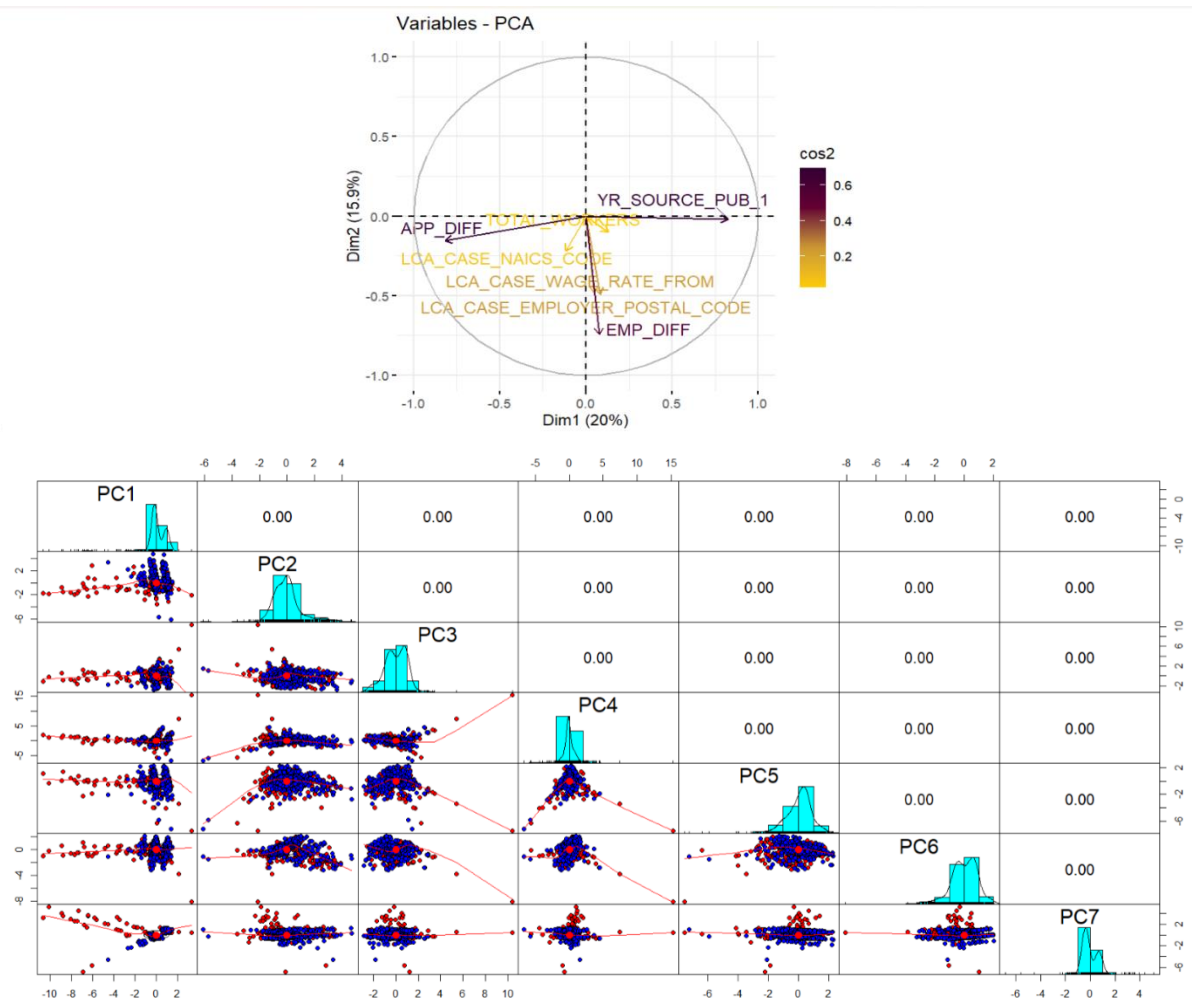 Variables - PCA
1.0
0.5
0.0
-0.5
-1.0
Dim2 (15.9%)
YR_SOURCE_PUB_1
TOTAL_WORKERS
APP_DIFF
LCA_CASE_NAICS_CODE
LCA_CASE_WAGE_RATE_FROM
LCA_CASE_EMPLOYER_POSTAL_CODE
EMP_DIFF
-1.0 -0.5 0.0 0.5 1.0
Dim1 (20%)
cos2
0.6
0.4
0.2
-6 -4 -2 0 2 4 -5 0 5 10 15 -8 -6 -4 -2 0 2
PC1 0.00 0.00 0.00 0.00 0.00 0.00 0 -4 -10
2 -2 -6 PC2 0.00 0.00 0.00 0.00 0.00
PC3 0.00 0.00 0.00 0.00 10 6 2 -2
15 5 -5 PC4 0.00 0.00 0.00
PC5 0.00 0.00 2 -2 -6
0 -4 -8 PC6 0.00
PC7 2 -2 -6
-10 -8 -6 -4 -2 0 2 -2 0 2 4 6 8 10 -6 -4 -2 0 2 -6 -4 -2 0 2 4